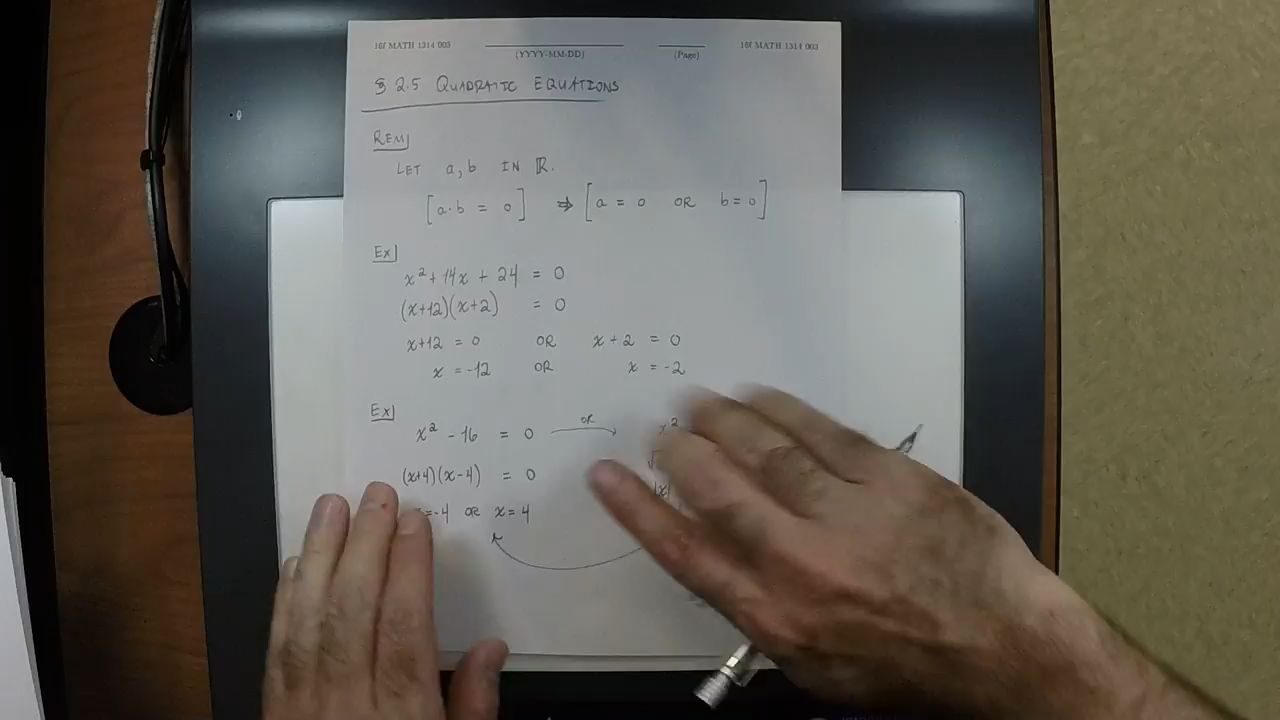 16f MATH 1314 003 (YYYY-MM-DD) (Page) 16f MATH 1314 003
§ 2.5 QUADRATIC EQUATIONS
REM
LET a, b IN ℝ.
[a·b = 0] ⇒ [a = 0 OR b = 0]
Ex
x² + 14x + 24 = 0
(x+12)(x+2) = 0
x+12 = 0 OR x + 2 = 0
x = -12 OR x = -2
Ex
x² - 16 = 0 OR → x²
(x+4)(x-4) = 0 √
=-4 OR x = 4 |x|